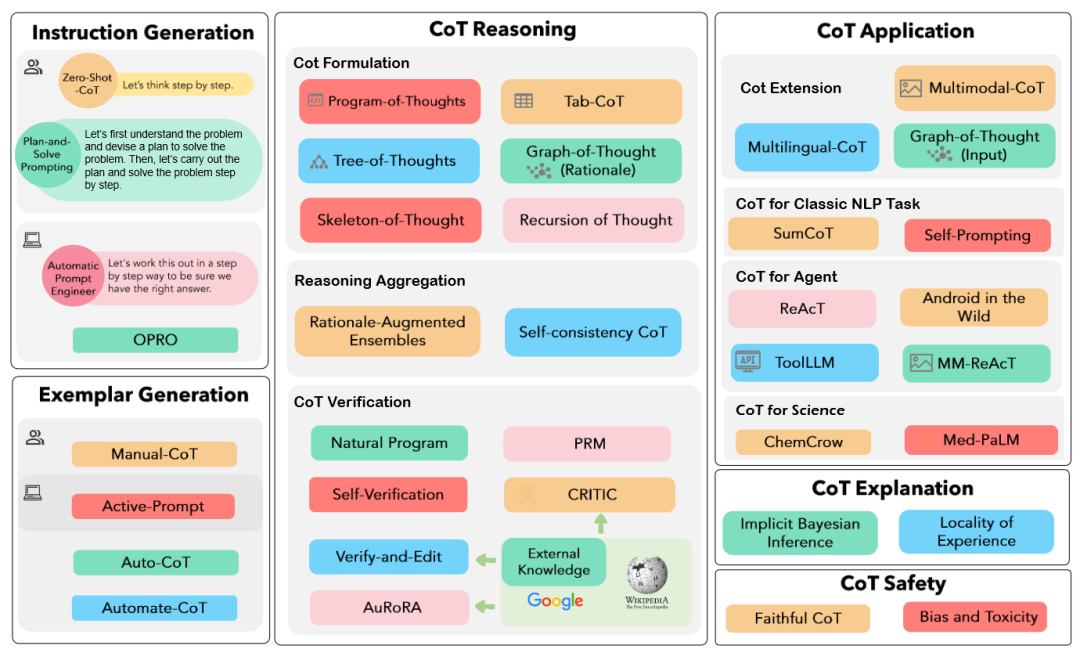 Instruction Generation
Zero-Shot
-CoT
Let's think step by step.
Plan-and-
Solve
Prompting
Let's first understand the problem
and devise a plan to solve the
problem. Then, let's carry out the
plan and solve the problem step
by step.
Automatic
Prompt
Engineer
Let's work this out in a step
by step way to be sure we
have the right answer.
OPRO
Exemplar Generation
Manual-CoT
Active-Prompt
Auto-CoT
Automate-CoT
CoT Reasoning
Cot Formulation
Program-of-Thoughts
Tab-CoT
Tree-of-Thoughts
Graph-of-Thought
(Rationale)
Skeleton-of-Thought
Recursion of Thought
Reasoning Aggregation
Rationale-Augmented
Ensembles
Self-consistency CoT
CoT Verification
Natural Program
PRM
Self-Verification
CRITIC
Verify-and-Edit
External
Knowledge
AuRoRA
Google
WIKIPEDIA
The Free Encyclopedia
CoT Application
Cot Extension
Multimodal-CoT
Multilingual-CoT
Graph-of-Thought
(Input)
CoT for Classic NLP Task
SumCoT
Self-Prompting
CoT for Agent
ReAcT
Android in the
Wild
API
ToolLLM
MM-ReAcT
CoT for Science
ChemCrow
Med-PaLM
CoT Explanation
Implicit Bayesian
Inference
Locality of
Experience
CoT Safety
Faithful CoT
Bias and Toxicity